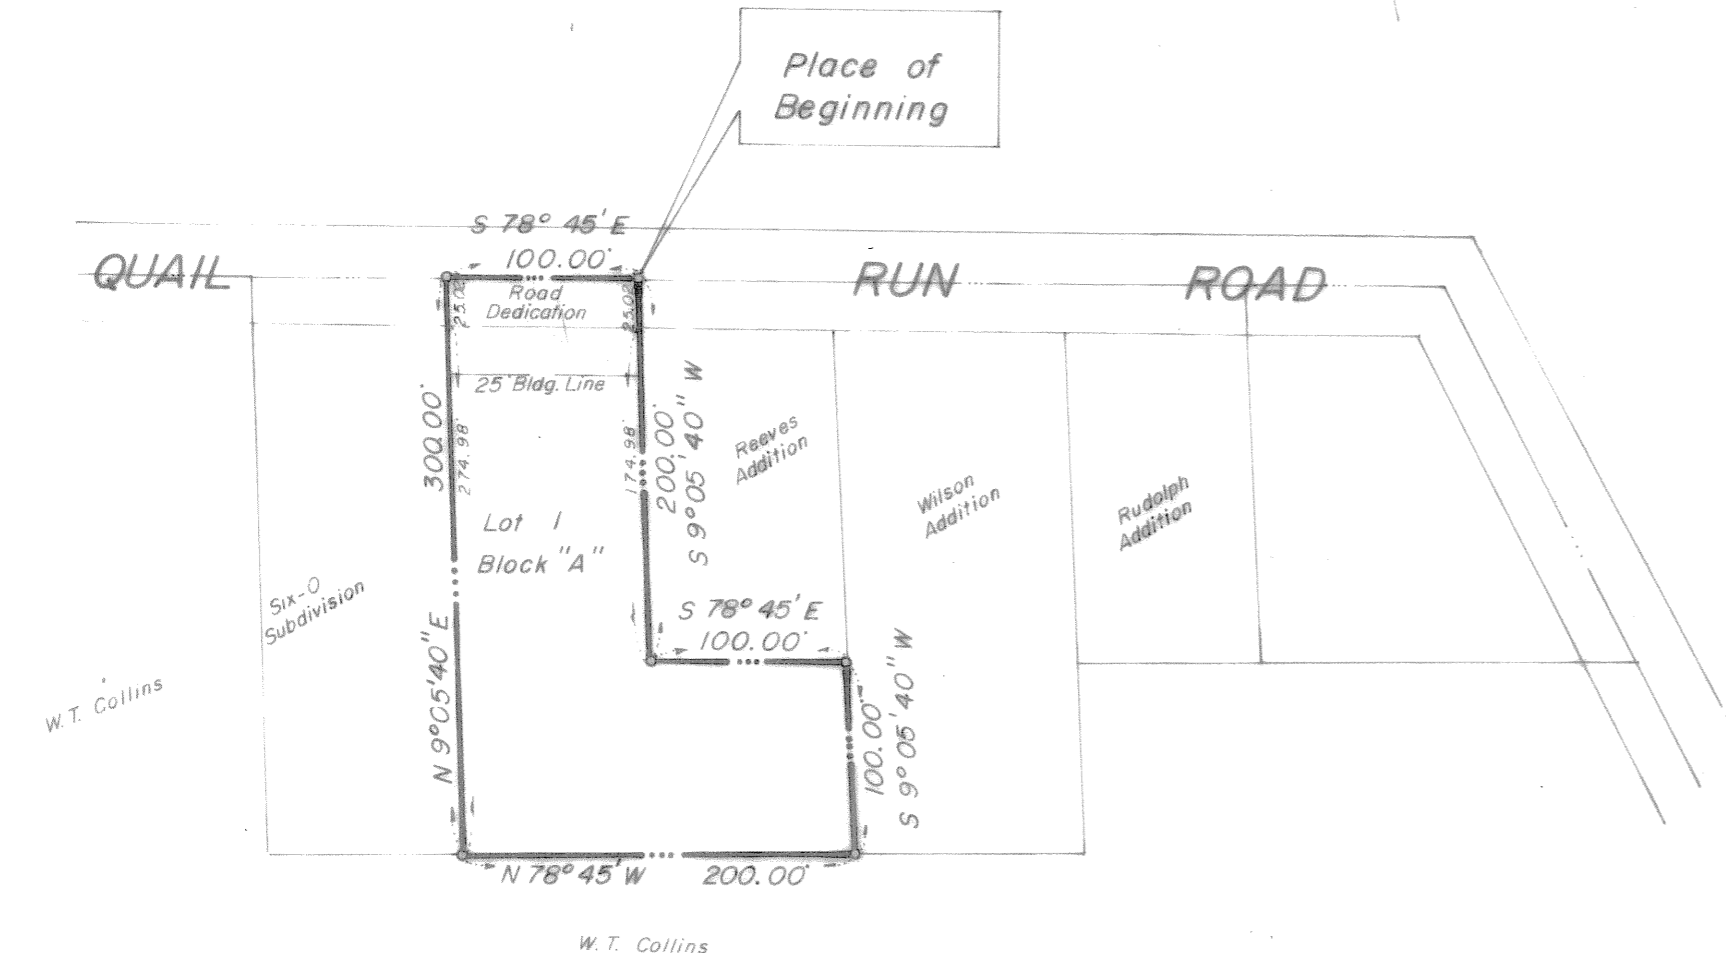 Place of
Beginning
S 78° 45' E
100.00'
QUAIL RUN ROAD
Road
Dedication
25.02
25.02
25' Bldg. Line
300.00'
274.98'
174.98'
200.00'
S 9° 05' 40" W
Reeves
Addition
Wilson
Addition
Rudolph
Addition
Lot 1
Block "A"
Six-O
Subdivision
S 78° 45' E
100.00'
N 9° 05' 40" E
100.00'
S 9° 05' 40" W
W.T. Collins
N 78° 45' W 200.00'
W.T. Collins